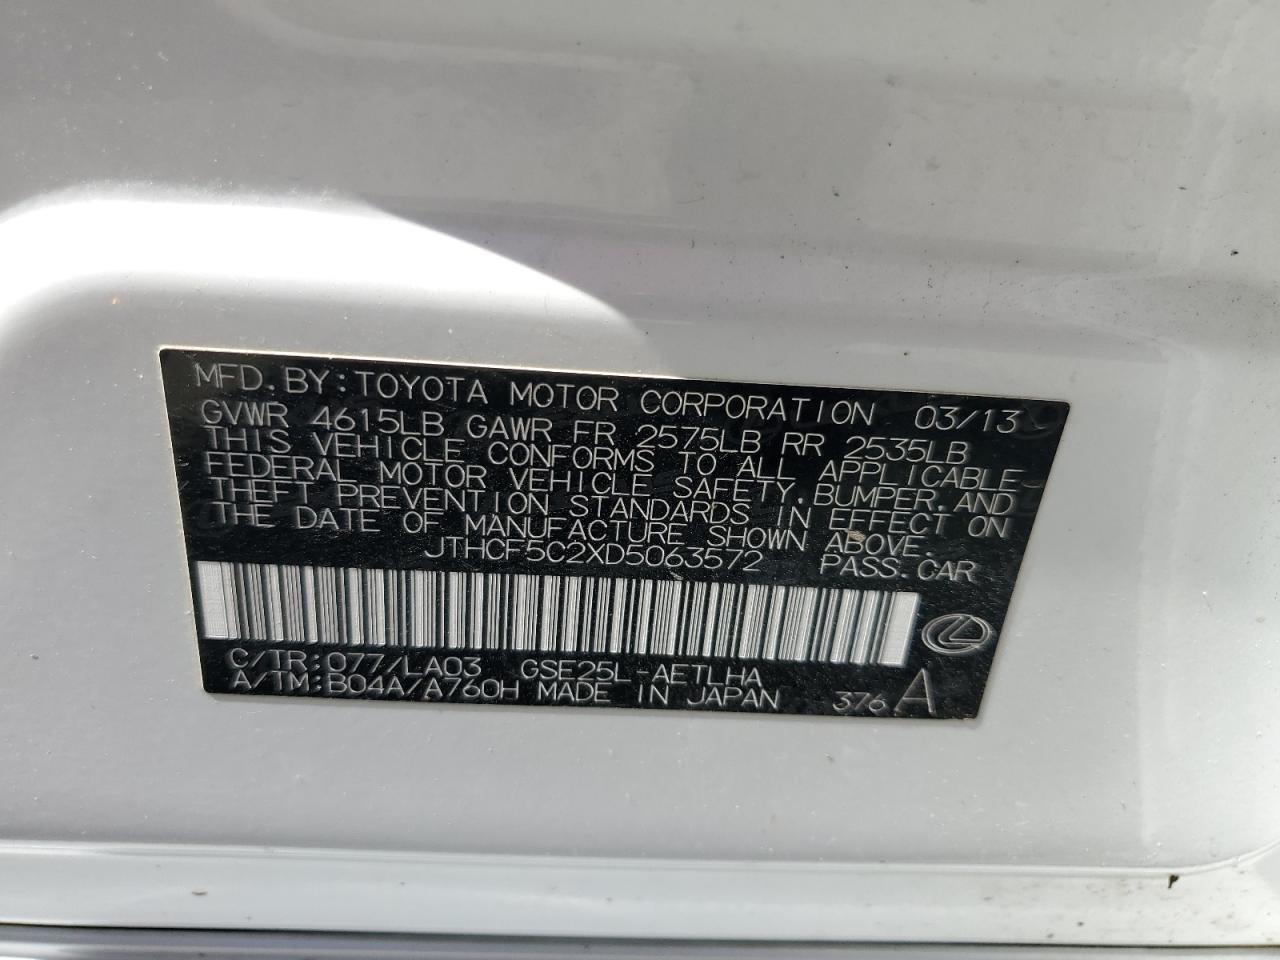 MFD.BY:TOYOTA MOTOR CORPORATION 03/13
GVWR 4615LB GAWR FR 2575LB RR 2535LB
THIS VEHICLE CONFORMS TO ALL APPLICABLE
FEDERAL MOTOR VEHICLE SAFETY,BUMPER,AND
THEFT PREVENTION STANDARDS IN EFFECT ON
THE DATE OF MANUFACTURE SHOWN ABOVE.
JTHCF5C2XD5063572 PASS.CAR
C/TR:077/LA03 GSE25L-AETLHA
A/TM:B04A/A760H MADE IN JAPAN 376 A